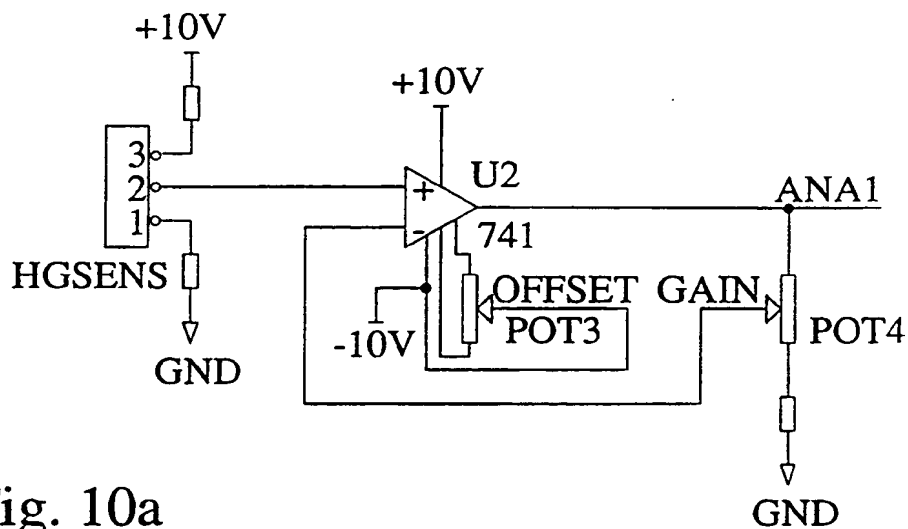 +10V
+10V
3
2
1
+
-
U2
741
ANA1
HGSENS
OFFSET
GAIN
POT3
POT4
-10V
GND
ig. 10a
GND